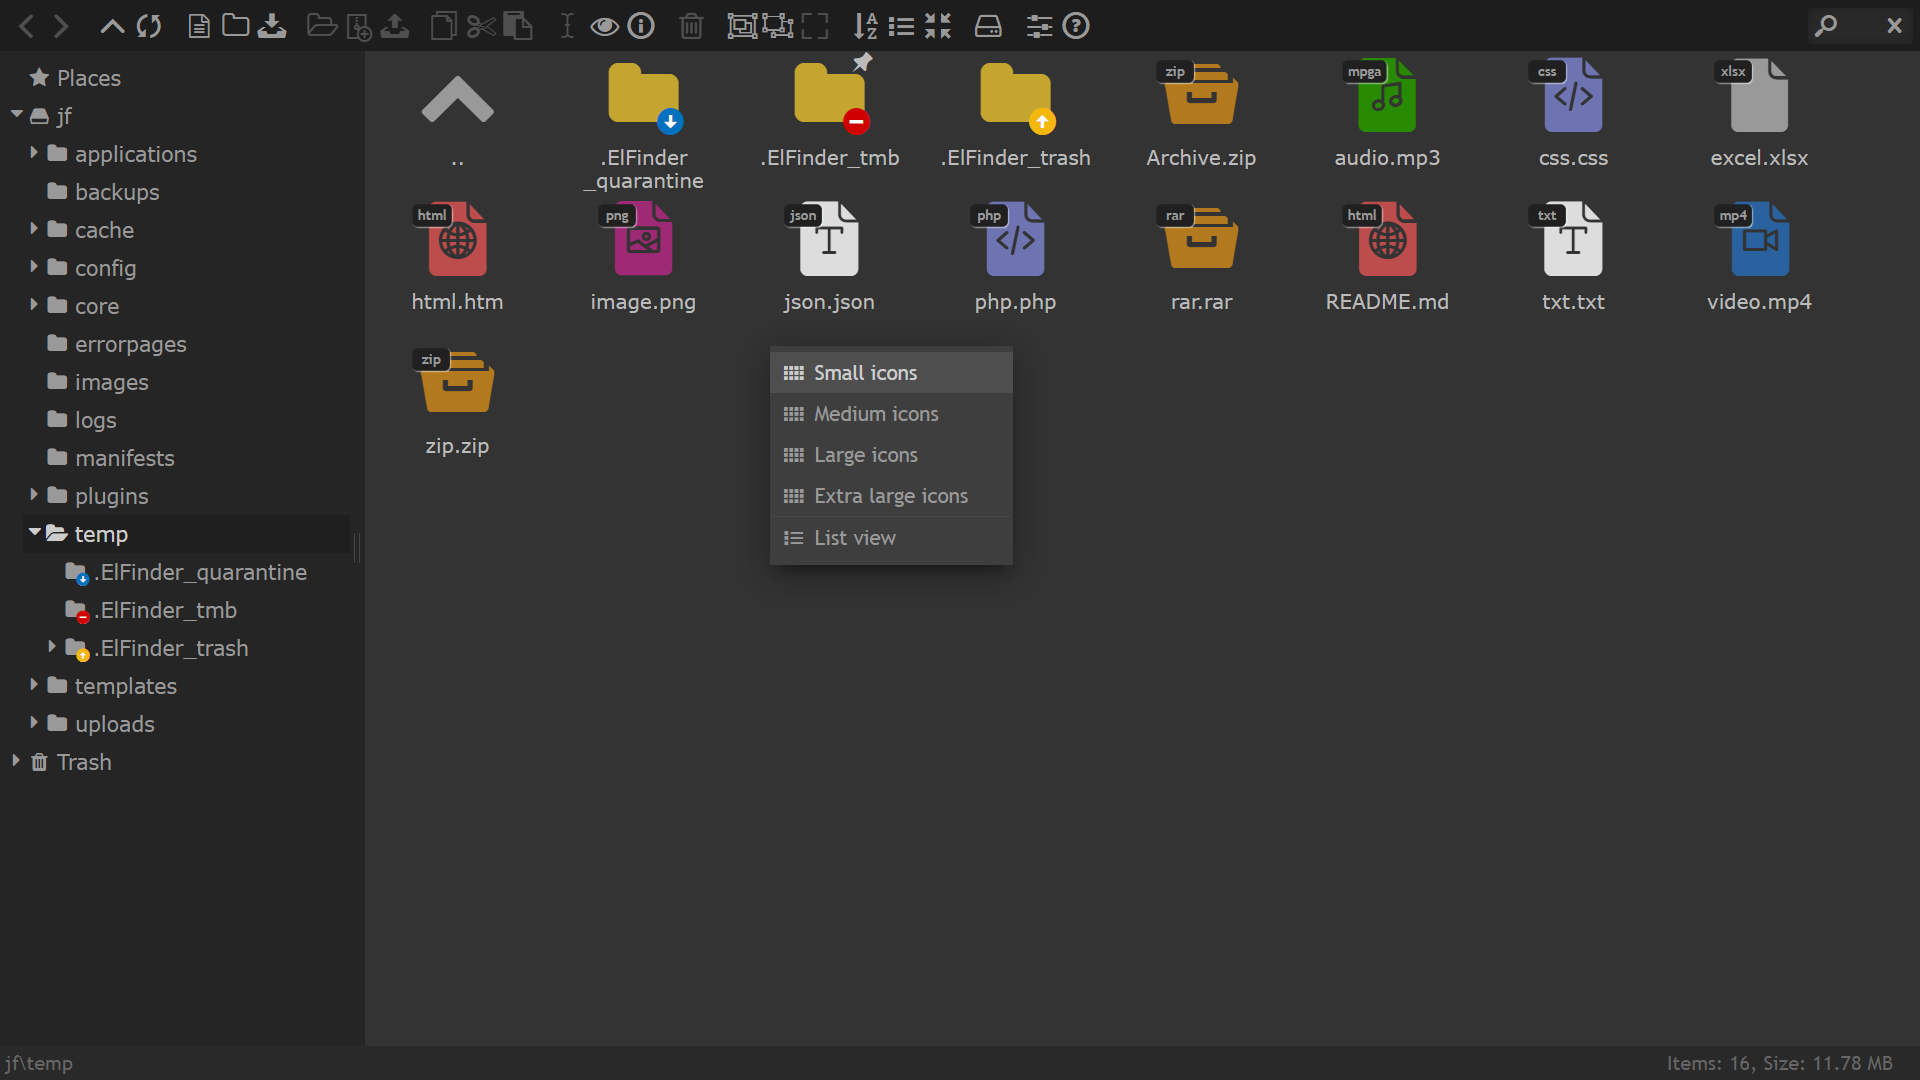 Places
jf
applications
backups
cache
config
core
errorpages
images
logs
manifests
plugins
temp
.ElFinder_quarantine
.ElFinder_tmb
.ElFinder_trash
templates
uploads
Trash
zip
mpga
css
xlsx
..
.ElFinder
_quarantine
.ElFinder_tmb
.ElFinder_trash
Archive.zip
audio.mp3
css.css
excel.xlsx
html
png
json
php
rar
html
txt
mp4
html.htm
image.png
json.json
php.php
rar.rar
README.md
txt.txt
video.mp4
zip
zip.zip
Small icons
Medium icons
Large icons
Extra large icons
List view
jf\temp
Items: 16, Size: 11.78 MB